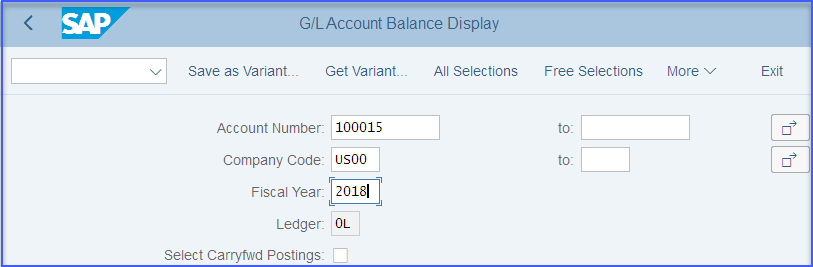 SAP G/L Account Balance Display
Save as Variant... Get Variant... All Selections Free Selections More Exit
Account Number: 100015 to:
Company Code: US00 to:
Fiscal Year: 2018
Ledger: 0L
Select Carryfwd Postings: